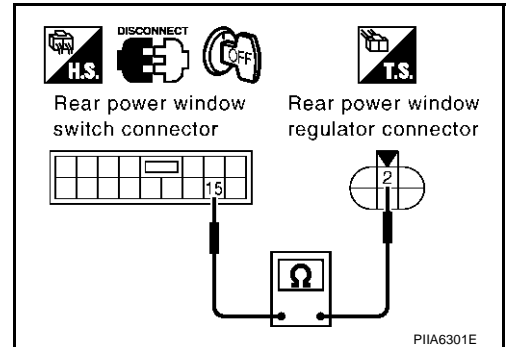 DISCONNECT
H.S.
OFF
T.S.
Rear power window
switch connector
Rear power window
regulator connector
15
2
Ω
PIIA6301E